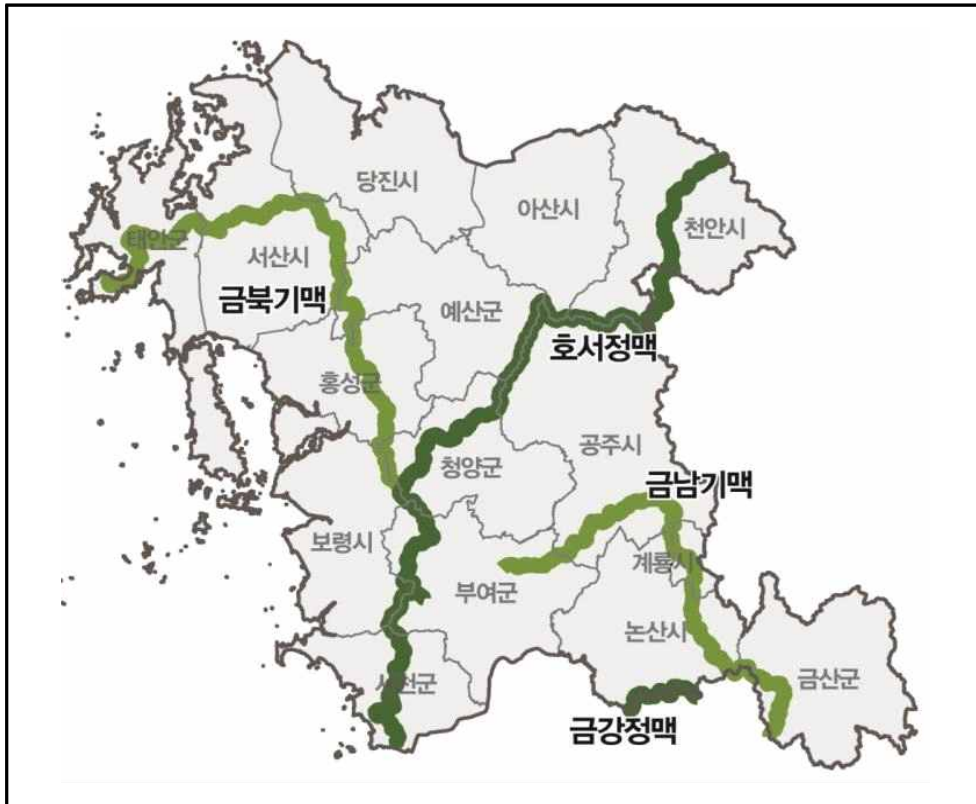 당진시
아산시
천안시
태안군
서산시
금북기맥
예산군
호서정맥
홍성군
공주시
청양군
금남기맥
보령시
계룡시
부여군
논산시
서천군
금산군
금강정맥